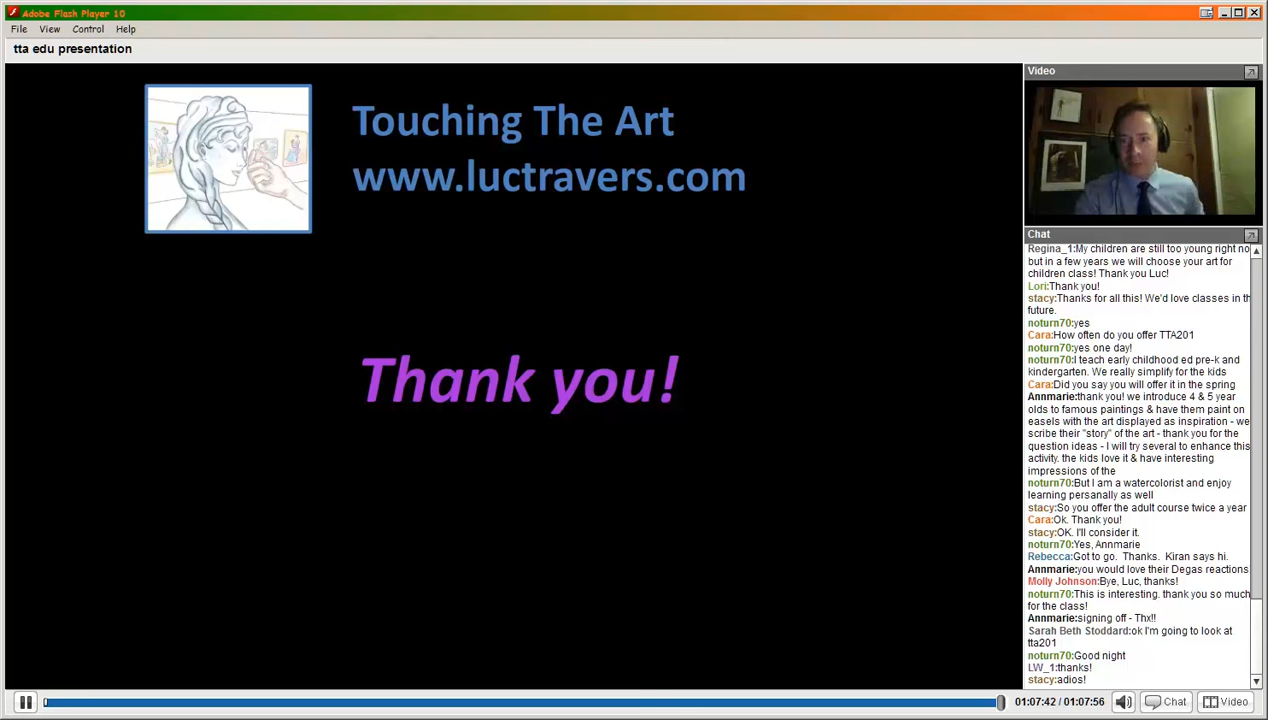 Adobe Flash Player 10
File View Control Help
tta edu presentation
Touching The Art
www.luctravers.com
Thank you!
Video
Chat
Regina_1:My children are still too young right no
but in a few years we will choose your art for
children class! Thank you Luc!
Lori:Thank you!
stacy:Thanks for all this! We'd love classes in th
future.
noturn70:yes
Cara:How often do you offer TTA201
noturn70:yes one day!
noturn70:I teach early childhood ed pre-k and
kindergarten. We really simplify for the kids
Cara:Did you say you will offer it in the spring
Annmarie:thank you! we introduce 4 & 5 year
olds to famous paintings & have them paint on
easels with the art displayed as inspiration - we
scribe their "story" of the art - thank you for the
question ideas - I will try several to enhance this
activity. the kids love it & have interesting
impressions of the
noturn70:But I am a watercolorist and enjoy
learning persanally as well
stacy:So you offer the adult course twice a year
Cara:Ok. Thank you!
stacy:OK. I'll consider it.
noturn70:Yes, Annmarie
Rebecca:Got to go. Thanks. Kiran says hi.
Annmarie:you would love their Degas reactions
Molly Johnson:Bye, Luc, thanks!
noturn70:This is interesting. thank you so much
for the class!
Annmarie:signing off - Thx!!
Sarah Beth Stoddard:ok I'm going to look at
tta201
noturn70:Good night
LW_1:thanks!
stacy:adios!
01:07:42 / 01:07:56
Chat
Video